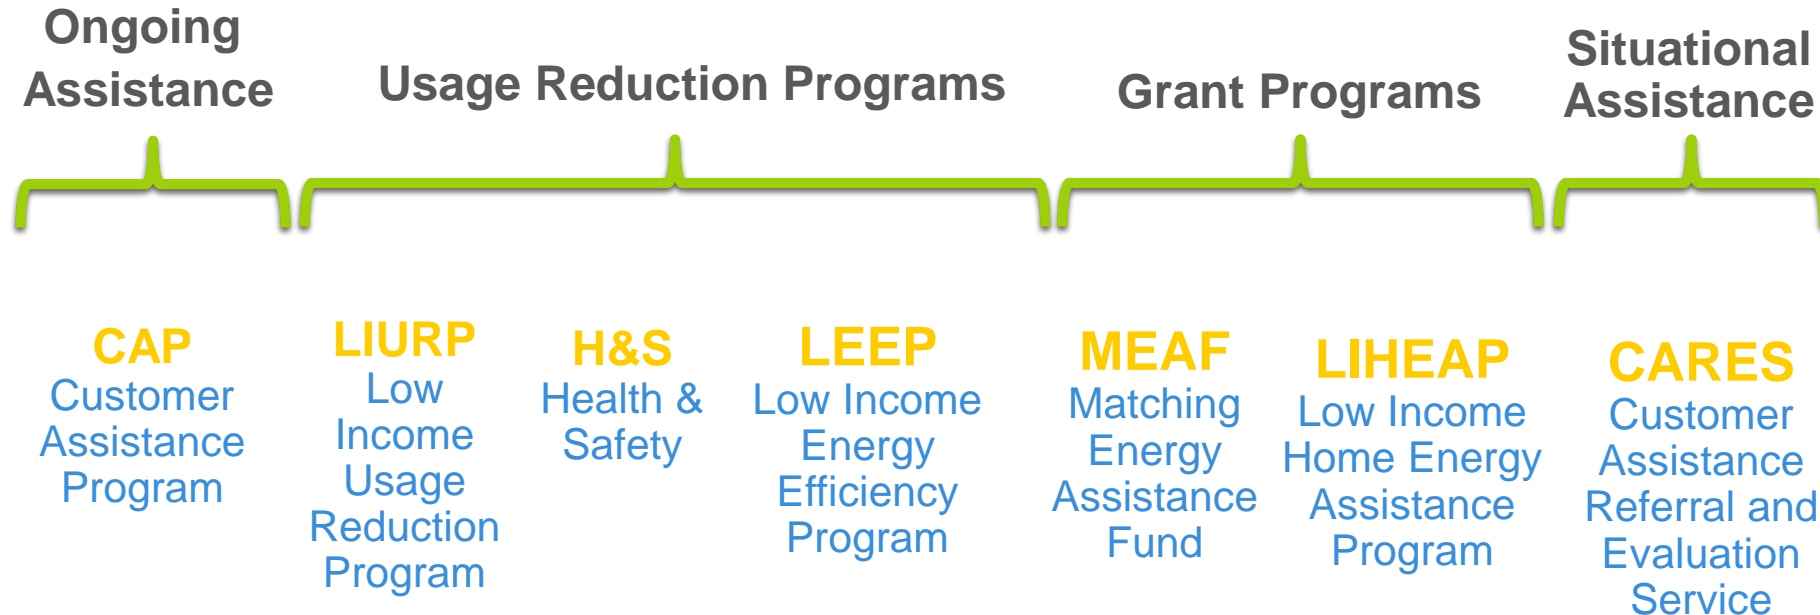 Ongoing
Assistance
Usage Reduction Programs
Grant Programs
Situational
Assistance
CAP
Customer
Assistance
Program
LIURP
Low
Income
Usage
Reduction
Program
H&S
Health &
Safety
LEEP
Low Income
Energy
Efficiency
Program
MEAF
Matching
Energy
Assistance
Fund
LIHEAP
Low Income
Home Energy
Assistance
Program
CARES
Customer
Assistance
Referral and
Evaluation
Service